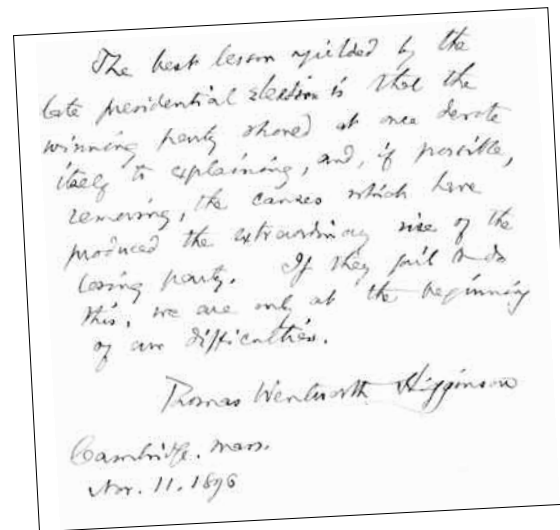 The best lesson yielded by the
late presidential election is that the
winning party should at once devote
itself to explaining, and, if possible,
removing, the causes which have
produced the extraordinary rise of the
losing party. If they fail to do
this, we are only at the beginning
of our difficulties.
Thomas Wentworth Higginson
Cambridge, Mass.
Nov. 11. 1896